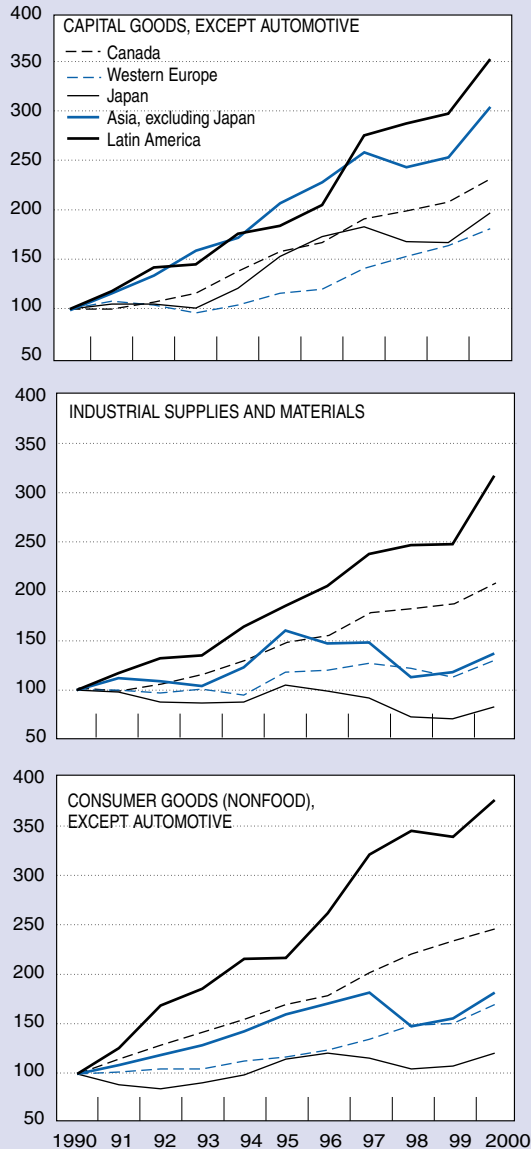 CAPITAL GOODS, EXCEPT AUTOMOTIVE
Canada
Western Europe
Japan
Asia, excluding Japan
Latin America
400
350
300
250
200
150
100
50
INDUSTRIAL SUPPLIES AND MATERIALS
400
350
300
250
200
150
100
50
CONSUMER GOODS (NONFOOD),
EXCEPT AUTOMOTIVE
400
350
300
250
200
150
100
50
1990 91 92 93 94 95 96 97 98 99 2000